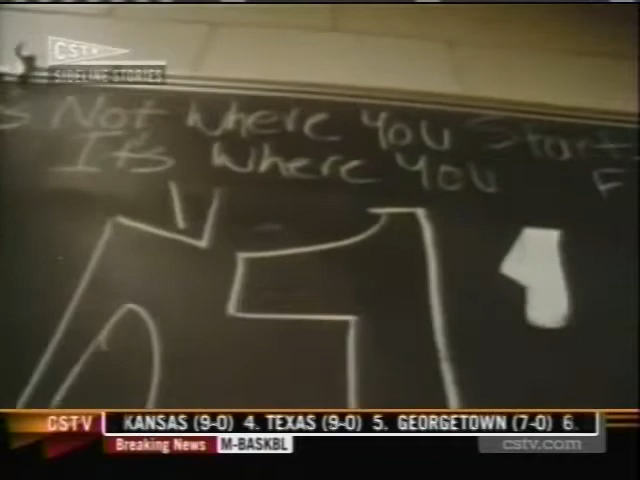 CSTV
SIDELINE STORIES
s Not Where You Start
It's Where You F
CSTV KANSAS (9-0) 4. TEXAS (9-0) 5. GEORGETOWN (7-0) 6.
Breaking News M-BASKBL cstv.com